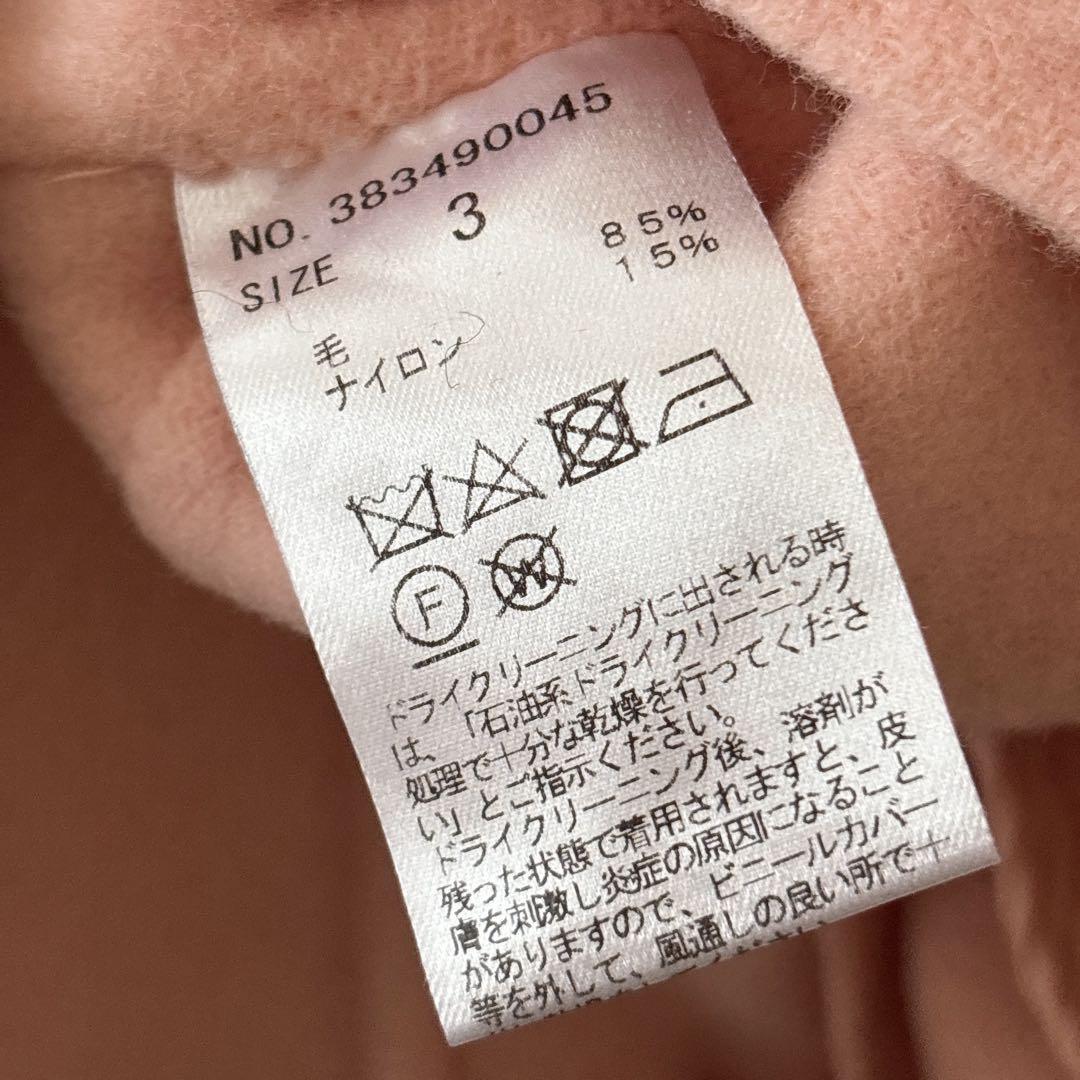 NO. 383490045
SIZE 3
毛 85%
ナイロン 15%
F
W
ドライクリーニングに出される時
は、「石油系ドライクリーニング
処理で十分な乾燥を行ってくださ
い」とご指示ください。
ドライクリーニング後、溶剤が
残った状態で着用されますと、皮
膚を刺激し炎症の原因になること
がありますので、ビニールカバー
等を外して、風通しの良い所で十